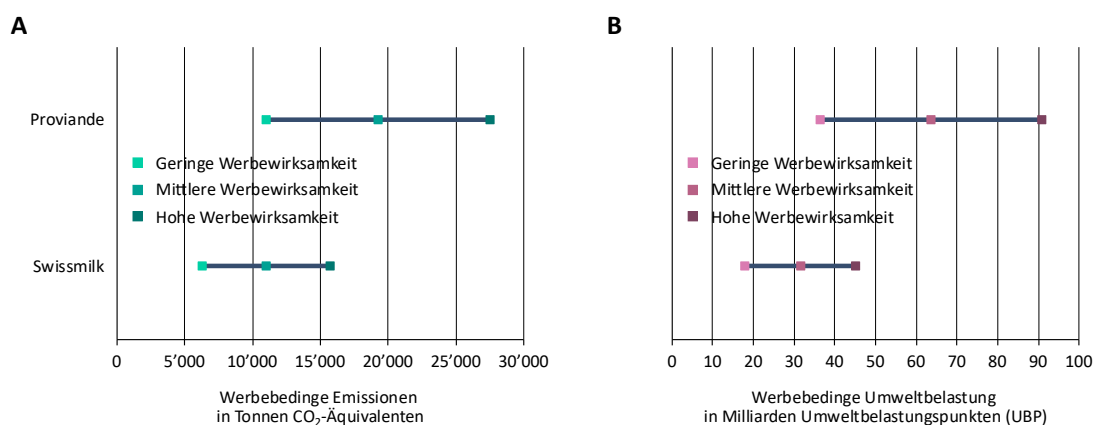 A
Proviande
Geringe Werbewirksamkeit
Mittlere Werbewirksamkeit
Hohe Werbewirksamkeit
Swissmilk
0 5’000 10’000 15’000 20’000 25’000 30’000
Werbebedinge Emissionen
in Tonnen CO₂-Äquivalenten
B
Geringe Werbewirksamkeit
Mittlere Werbewirksamkeit
Hohe Werbewirksamkeit
0 10 20 30 40 50 60 70 80 90 100
Werbebedinge Umweltbelastung
in Milliarden Umweltbelastungspunkten (UBP)